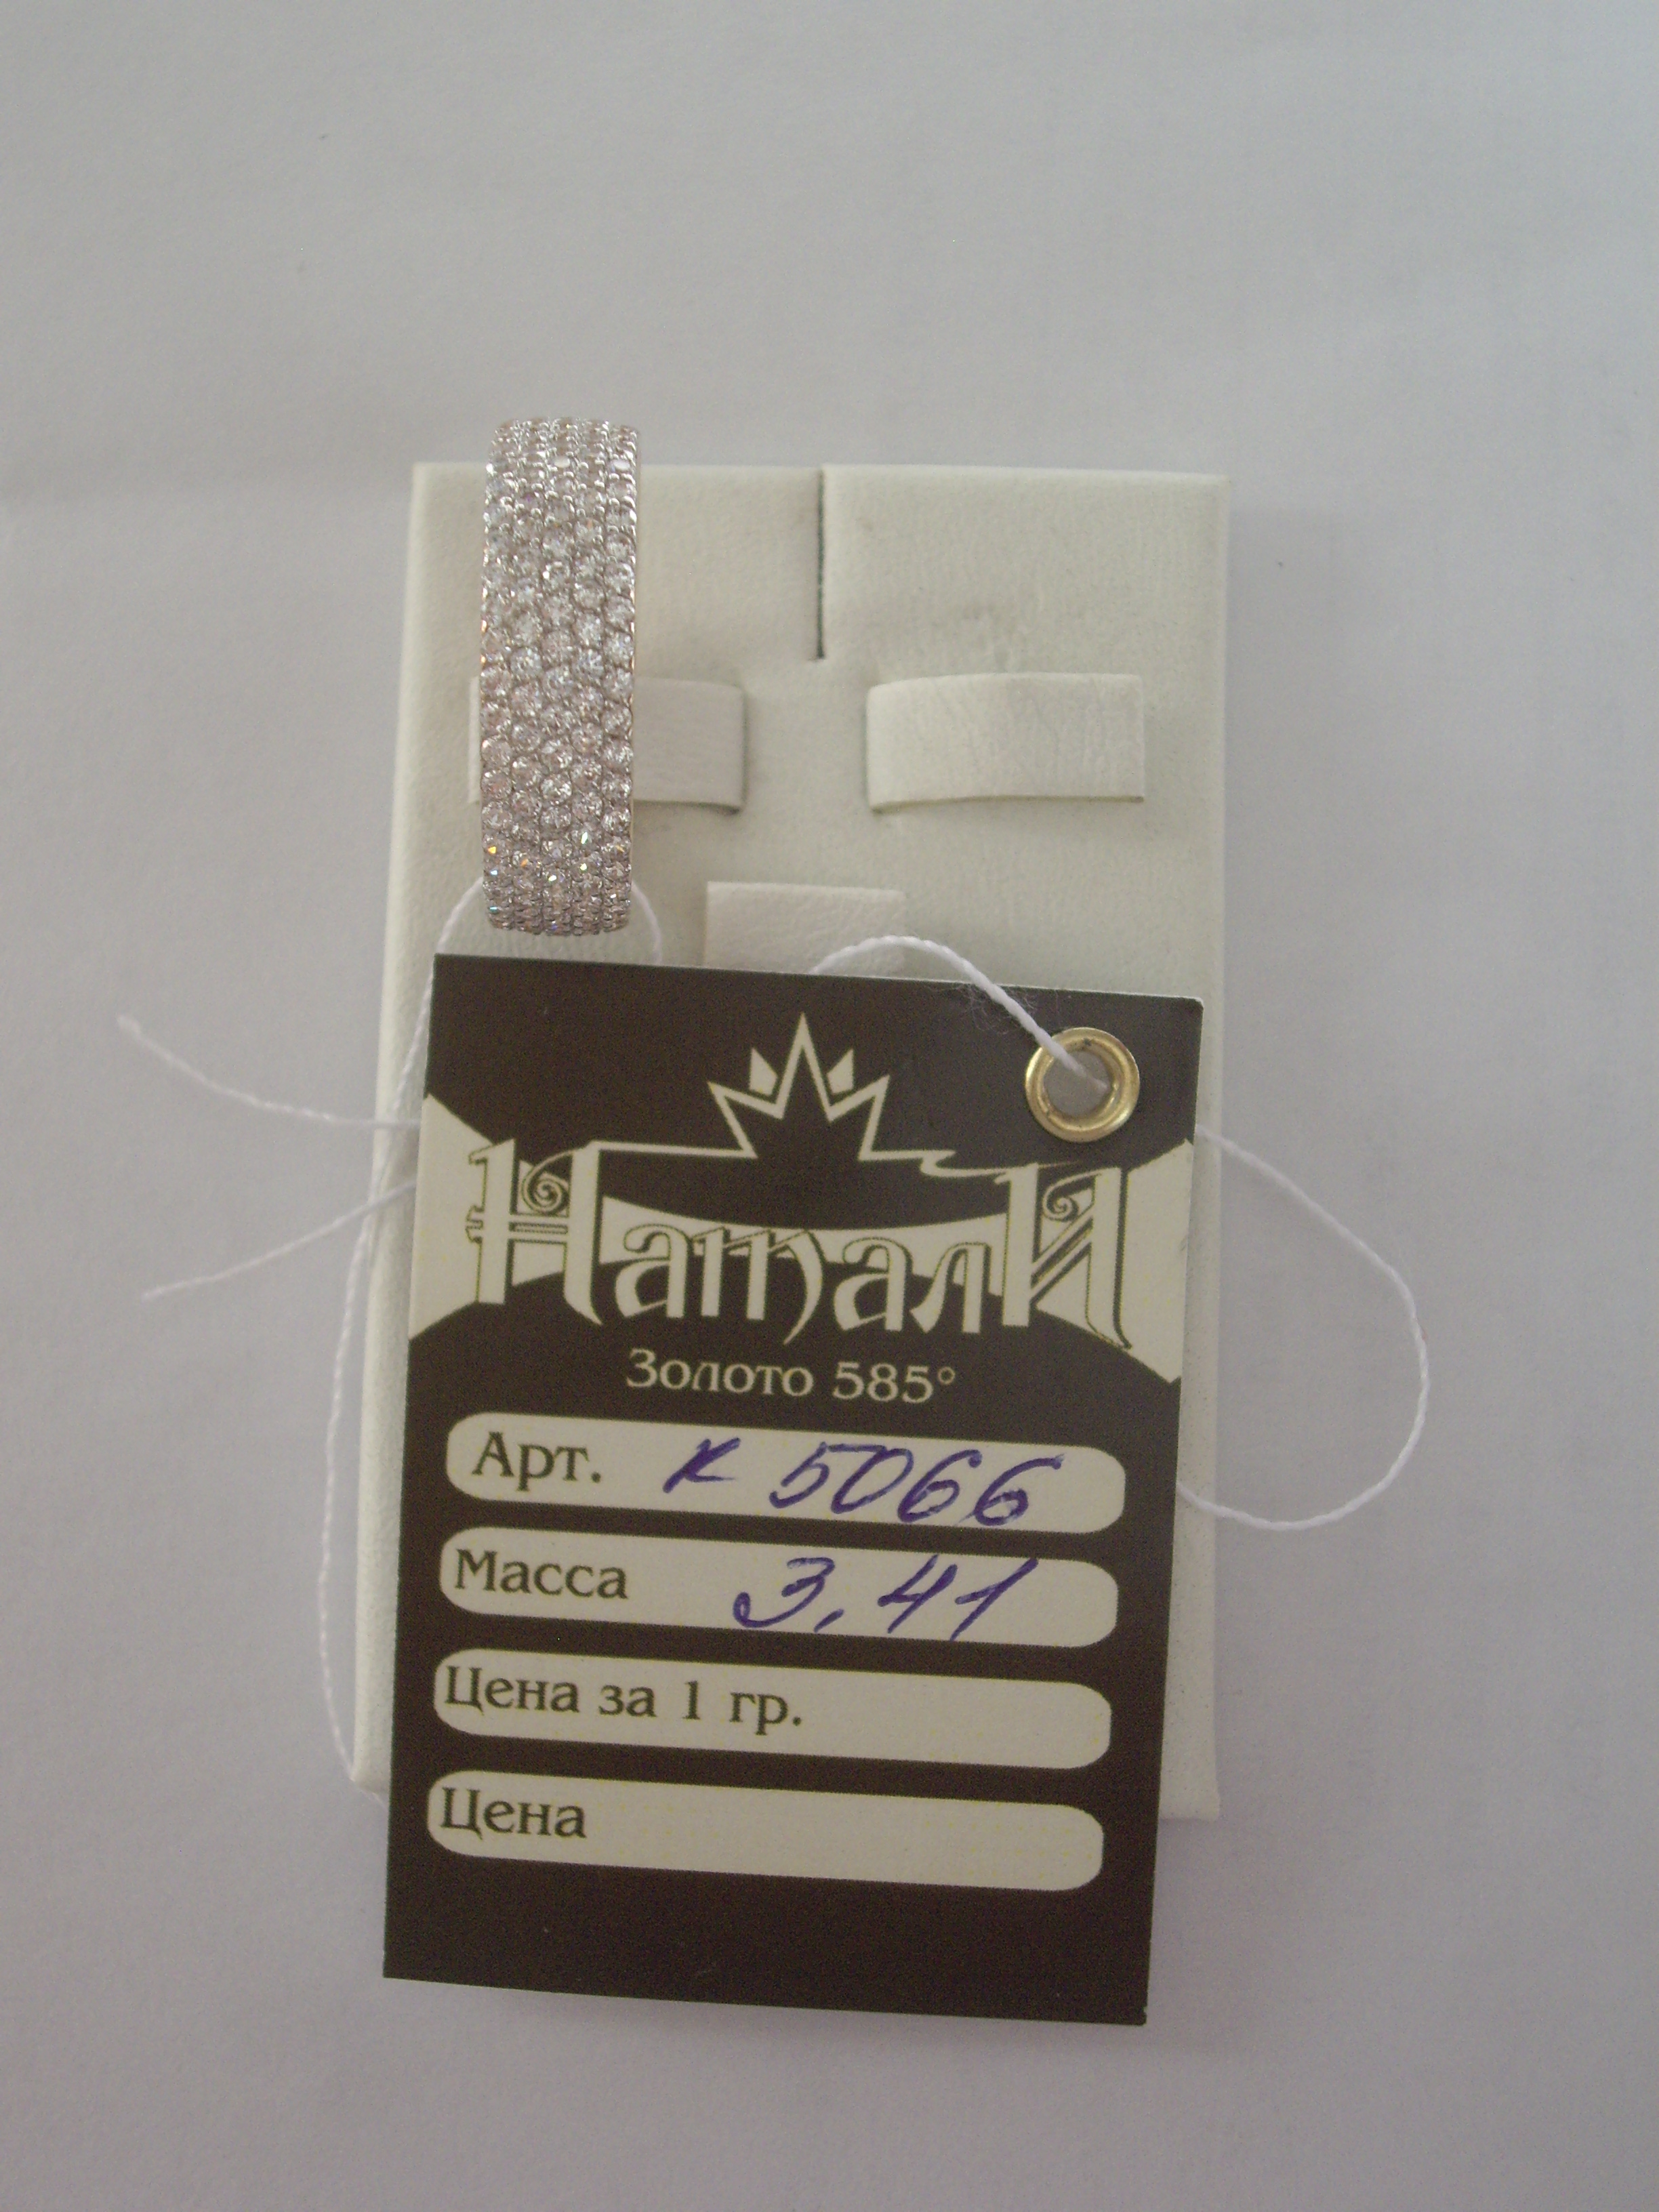 Натали
Золото 585°
Арт. К 5066
Масса 3,41
Цена за 1 гр.
Цена